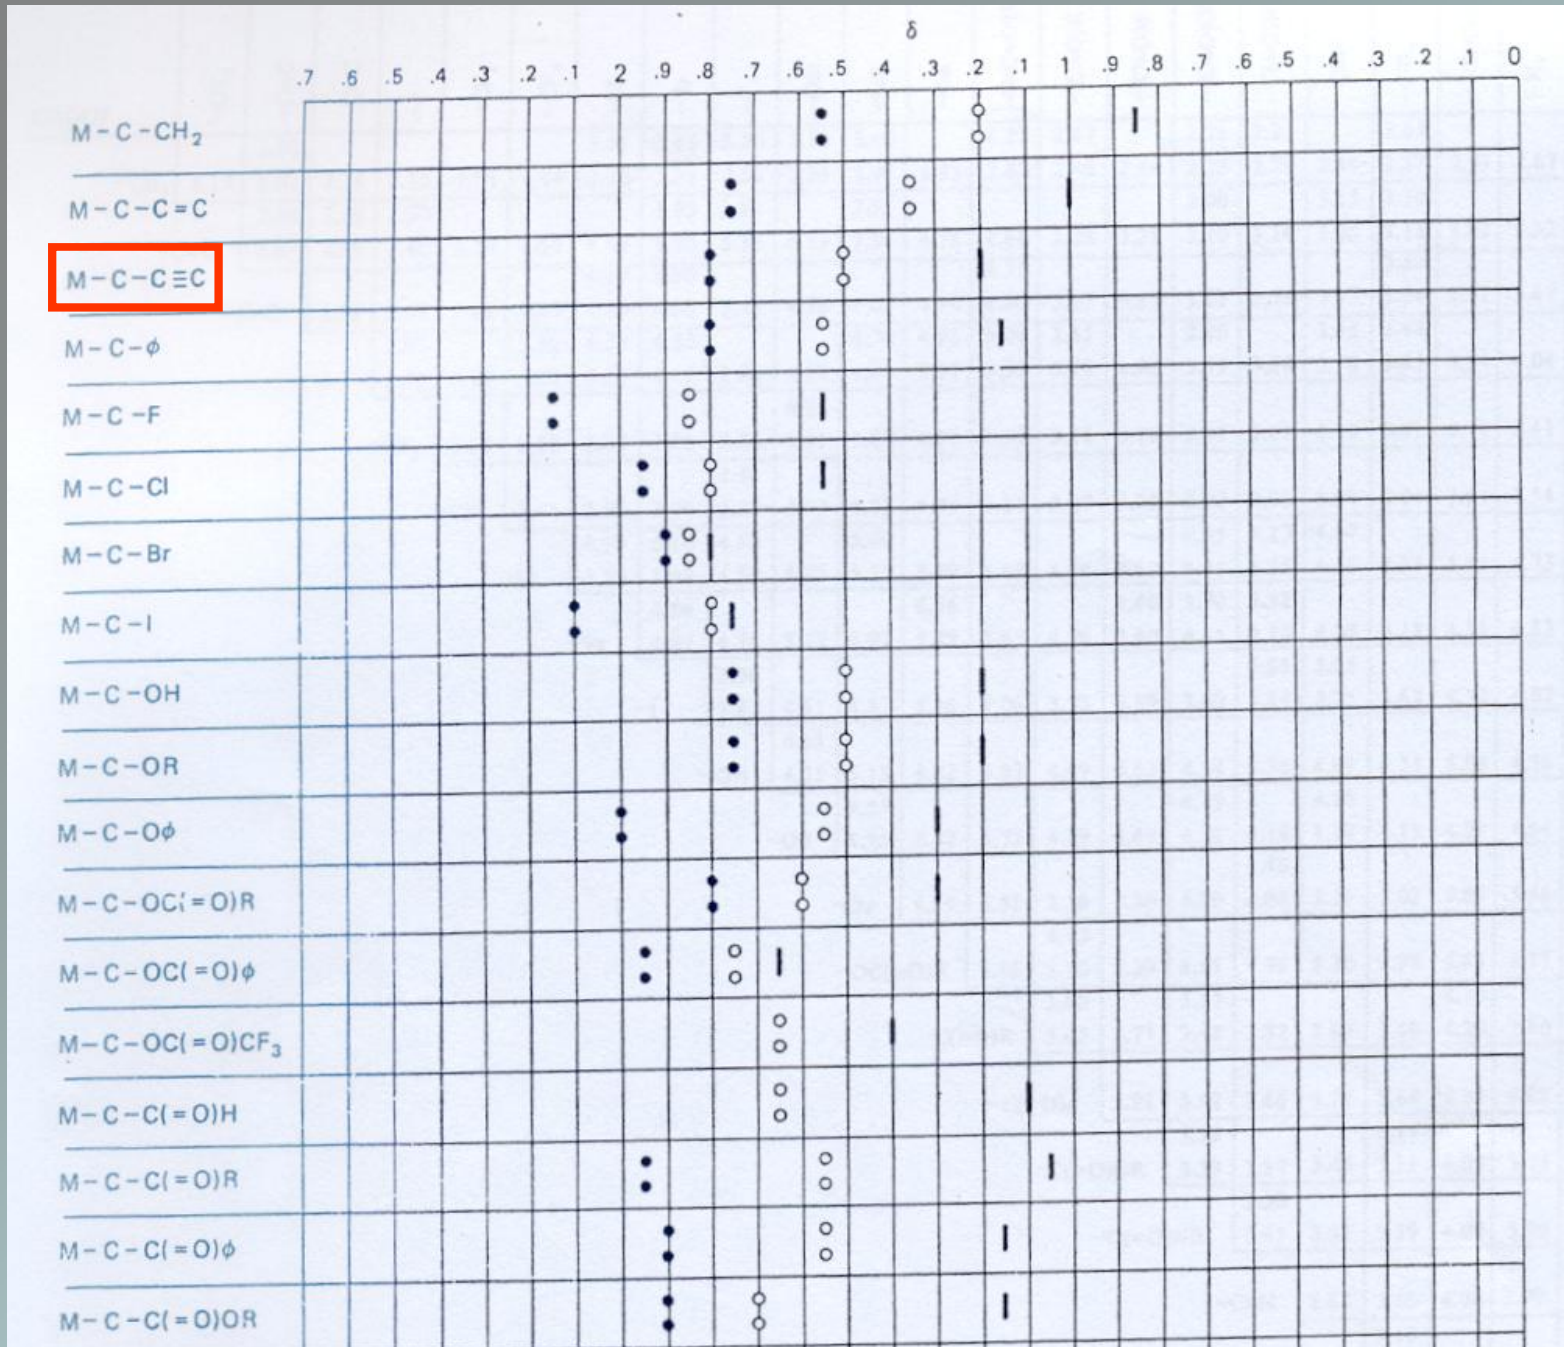 δ
.7 .6 .5 .4 .3 .2 .1 2 .9 .8 .7 .6 .5 .4 .3 .2 .1 1 .9 .8 .7 .6 .5 .4 .3 .2 .1 0
M-C-CH₂
M-C-C=C
M-C-C≡C
M-C-φ
M-C-F
M-C-Cl
M-C-Br
M-C-I
M-C-OH
M-C-OR
M-C-Oφ
M-C-OC(=O)R
M-C-OC(=O)φ
M-C-OC(=O)CF₃
M-C-C(=O)H
M-C-C(=O)R
M-C-C(=O)φ
M-C-C(=O)OR